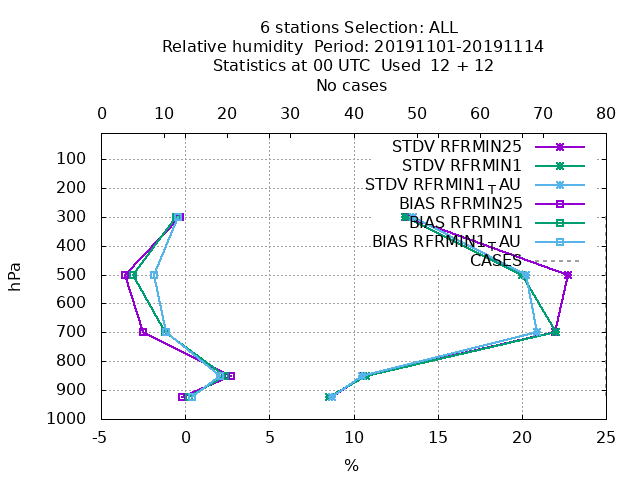 6 stations Selection: ALL
Relative humidity  Period: 20191101-20191114
Statistics at 00 UTC  Used  12 + 12
No cases
0 10 20 30 40 50 60 70 80
STDV RFRMIN25
STDV RFRMIN1
STDV RFRMIN1TAU
BIAS RFRMIN25
BIAS RFRMIN1
BIAS RFRMIN1TAU
CASES
100
200
300
400
500
600
700
800
900
1000
hPa
-5 0 5 10 15 20 25
%